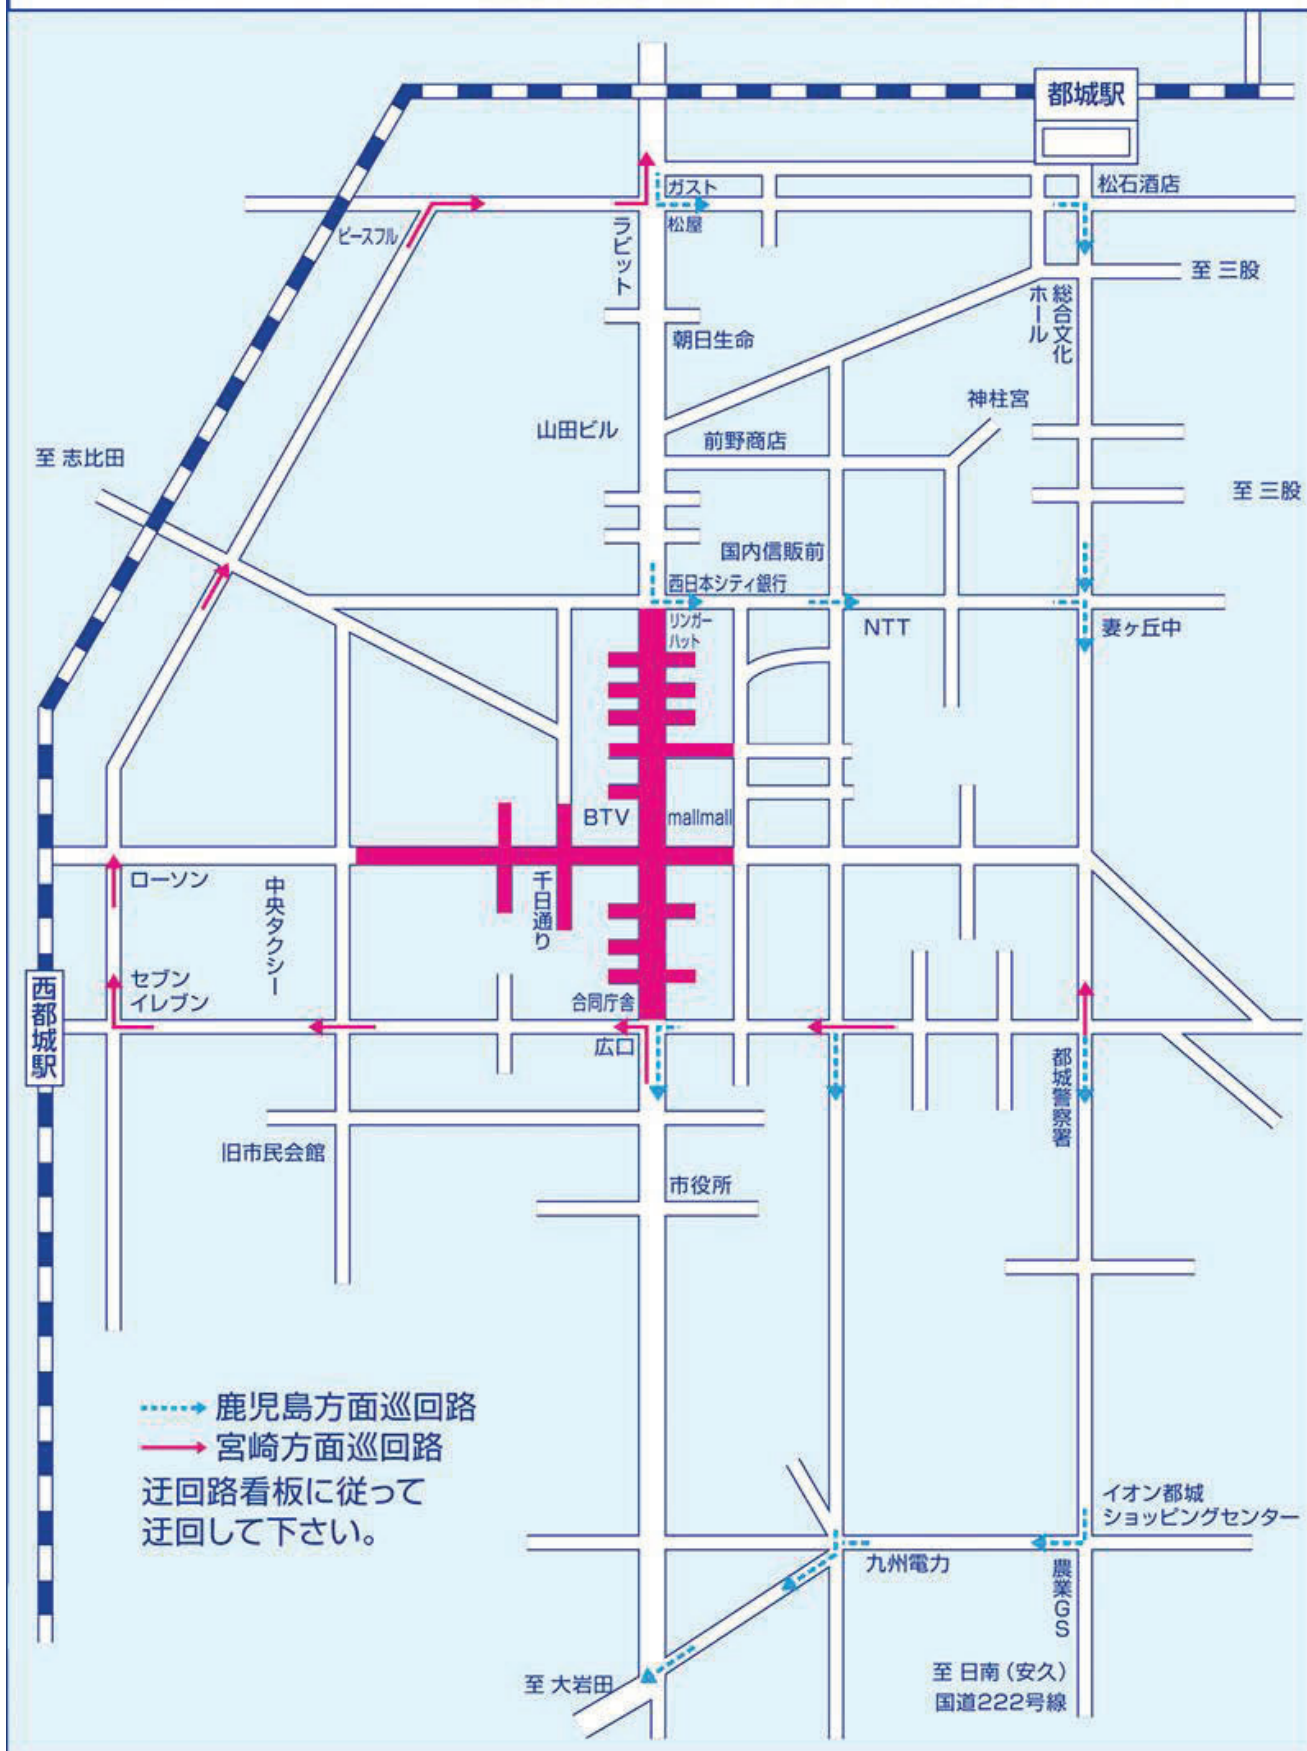 都城駅
ガスト
松石酒店
松屋
ピースフル
ラビット
至 三股
総合文化
ホール
朝日生命
神柱宮
山田ビル
前野商店
至 志比田
至 三股
国内信販前
西日本シティ銀行
リンガー
ハット
NTT
妻ヶ丘中
BTV
mallmall
ローソン
中央タクシー
千日通り
セブン
イレブン
西都城駅
合同庁舎
広口
都城警察署
旧市民会館
市役所
鹿児島方面巡回路
宮崎方面巡回路
迂回路看板に従って
迂回して下さい。
イオン都城
ショッピングセンター
九州電力
農業GS
至 大岩田
至 日南(安久)
国道222号線